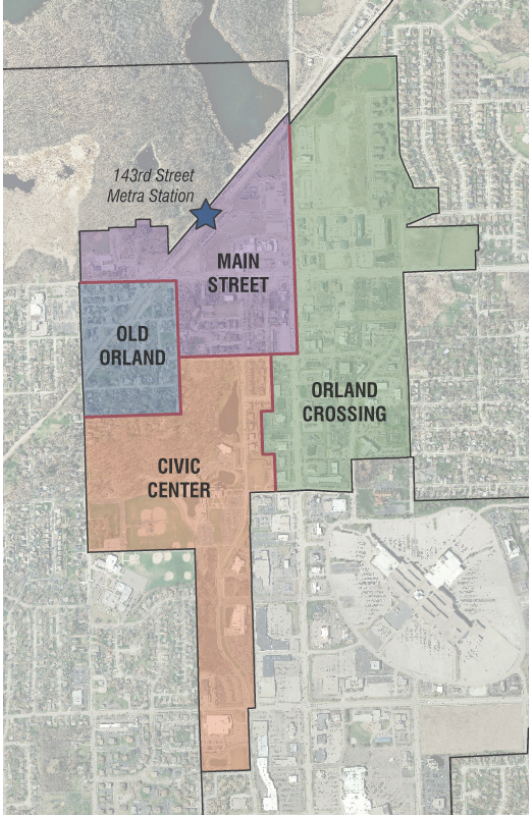 143rd Street
Metra Station
MAIN
STREET
OLD
ORLAND
ORLAND
CROSSING
CIVIC
CENTER